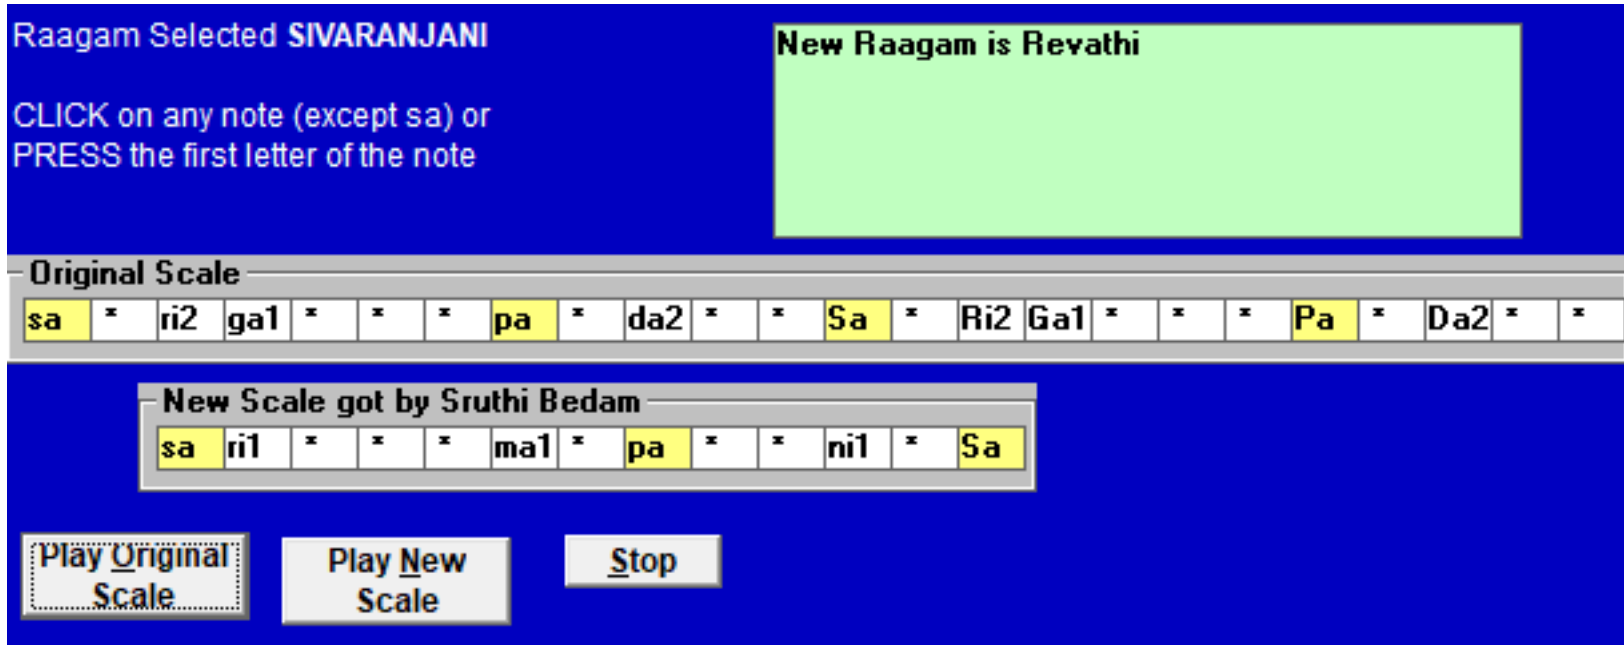 Raagam Selected SIVARANJANI
New Raagam is Revathi
CLICK on any note (except sa) or
PRESS the first letter of the note
Original Scale
sa * ri2 ga1 * * * pa * da2 * * Sa * Ri2 Ga1 * * * Pa * Da2 * *
New Scale got by Sruthi Bedam
sa ri1 * * * ma1 * pa * * ni1 * Sa
Play Original
Scale
Play New
Scale
Stop